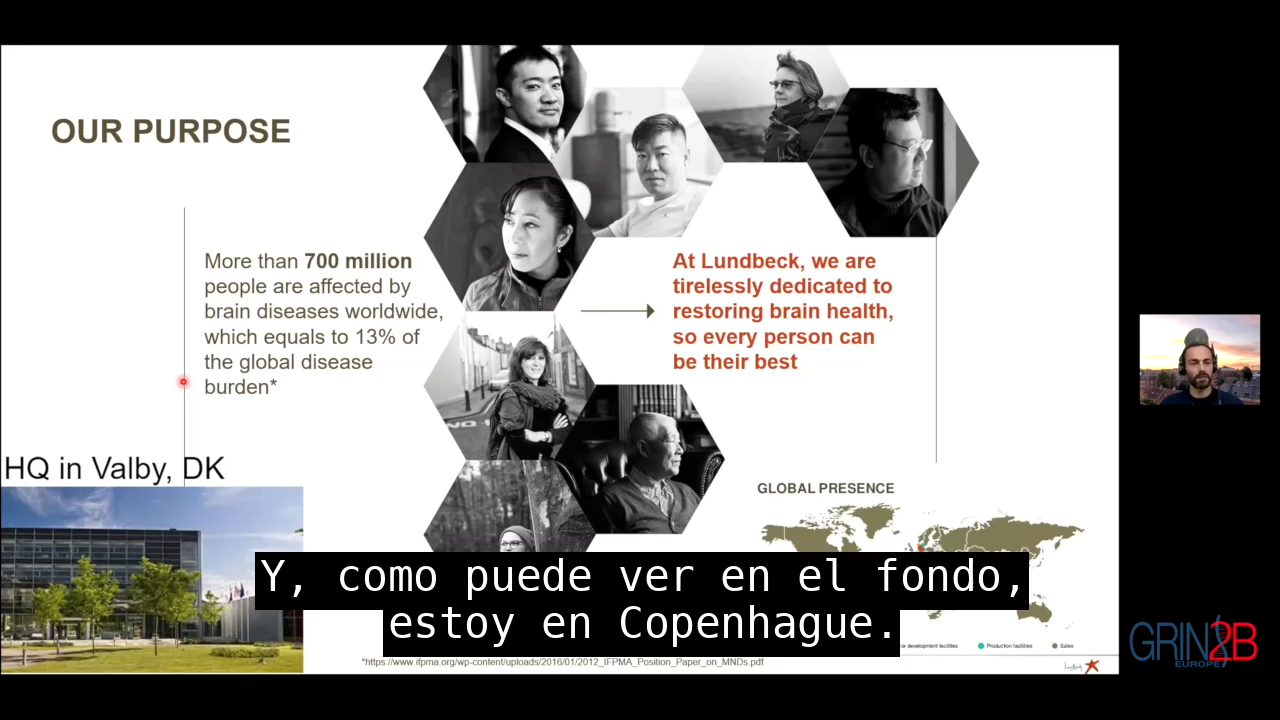 OUR PURPOSE
More than 700 million
people are affected by
brain diseases worldwide,
which equals to 13% of
the global disease
burden*
At Lundbeck, we are
tirelessly dedicated to
restoring brain health,
so every person can
be their best
HQ in Valby, DK
GLOBAL PRESENCE
Y, como puede ver en el fondo,
estoy en Copenhague.
development facilities
Production facilities
Sales
*https://www.ifpma.org/wp-content/uploads/2016/01/2012_IFPMA_Position_Paper_on_MNDs.pdf
Lundbeck
GRIN2B
EUROPE